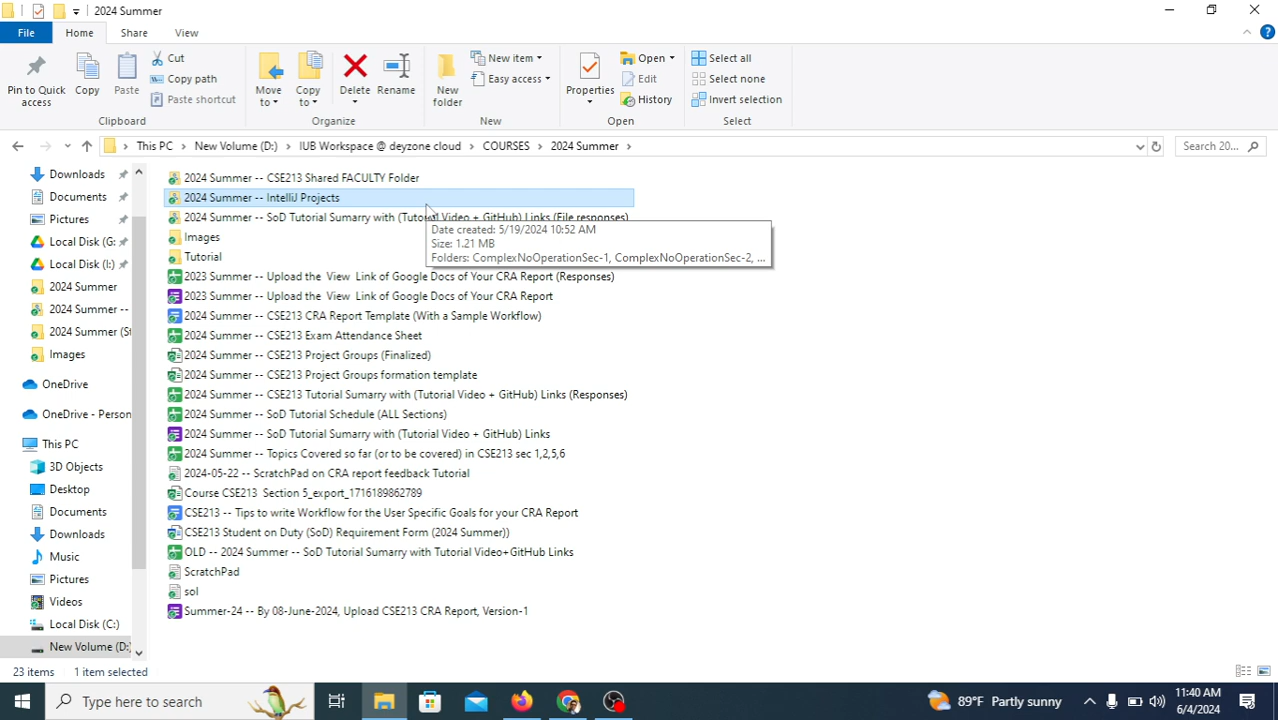 2024 Summer
File
Home
Share
View
Pin to Quick access
Copy
Paste
Cut
Copy path
Paste shortcut
Clipboard
Move to
Copy to
Delete
Rename
Organize
New folder
New item
Easy access
New
Properties
Open
Edit
History
Open
Select all
Select none
Invert selection
Select
This PC > New Volume (D:) > IUB Workspace @ deyzone cloud > COURSES > 2024 Summer >
Search 20...
Downloads
Documents
Pictures
Local Disk (G:
Local Disk (I:)
2024 Summer
2024 Summer --
2024 Summer (St
Images
OneDrive
OneDrive - Person
This PC
3D Objects
Desktop
Documents
Downloads
Music
Pictures
Videos
Local Disk (C:)
New Volume (D:)
2024 Summer -- CSE213 Shared FACULTY Folder
2024 Summer -- IntelliJ Projects
2024 Summer -- SoD Tutorial Sumarry with (Tutorial Video + GitHub) Links (File responses)
Date created: 5/19/2024 10:52 AM
Size: 1.21 MB
Folders: ComplexNoOperationSec-1, ComplexNoOperationSec-2, ...
Images
Tutorial
2023 Summer -- Upload the  View  Link of Google Docs of Your CRA Report (Responses)
2023 Summer -- Upload the  View  Link of Google Docs of Your CRA Report
2024 Summer -- CSE213 CRA Report Template (With a Sample Workflow)
2024 Summer -- CSE213 Exam Attendance Sheet
2024 Summer -- CSE213 Project Groups (Finalized)
2024 Summer -- CSE213 Project Groups formation template
2024 Summer -- CSE213 Tutorial Sumarry with (Tutorial Video + GitHub) Links (Responses)
2024 Summer -- SoD Tutorial Schedule (ALL Sections)
2024 Summer -- SoD Tutorial Sumarry with (Tutorial Video + GitHub) Links
2024 Summer -- Topics Covered so far (or to be covered) in CSE213 sec 1,2,5,6
2024-05-22 -- ScratchPad on CRA report feedback Tutorial
Course CSE213  Section 5_export_1716189862789
CSE213 -- Tips to write Workflow for the User Specific Goals for your CRA Report
CSE213 Student on Duty (SoD) Requirement Form (2024 Summer))
OLD -- 2024 Summer -- SoD Tutorial Sumarry with Tutorial Video+GitHub Links
ScratchPad
sol
Summer-24 -- By 08-June-2024, Upload CSE213 CRA Report, Version-1
23 items
1 item selected
Type here to search
89°F Partly sunny
11:40 AM
6/4/2024